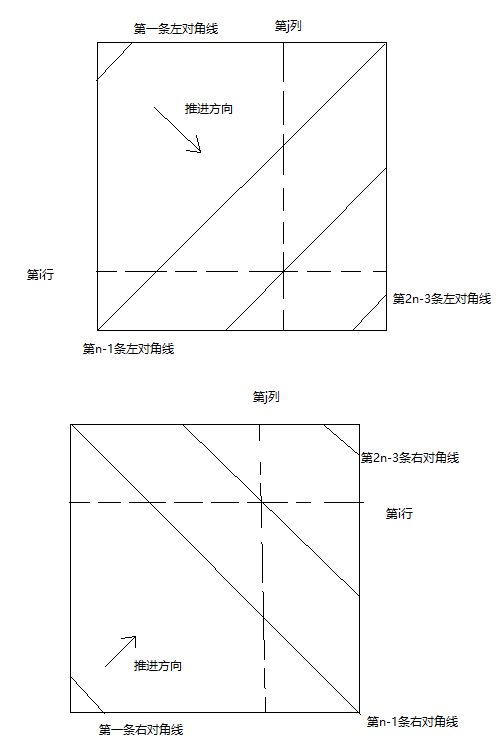 第一条左对角线
第j列
推进方向
第i行
第2n-3条左对角线
第n-1条左对角线
第j列
第2n-3条右对角线
第i行
推进方向
第n-1条右对角线
第一条右对角线